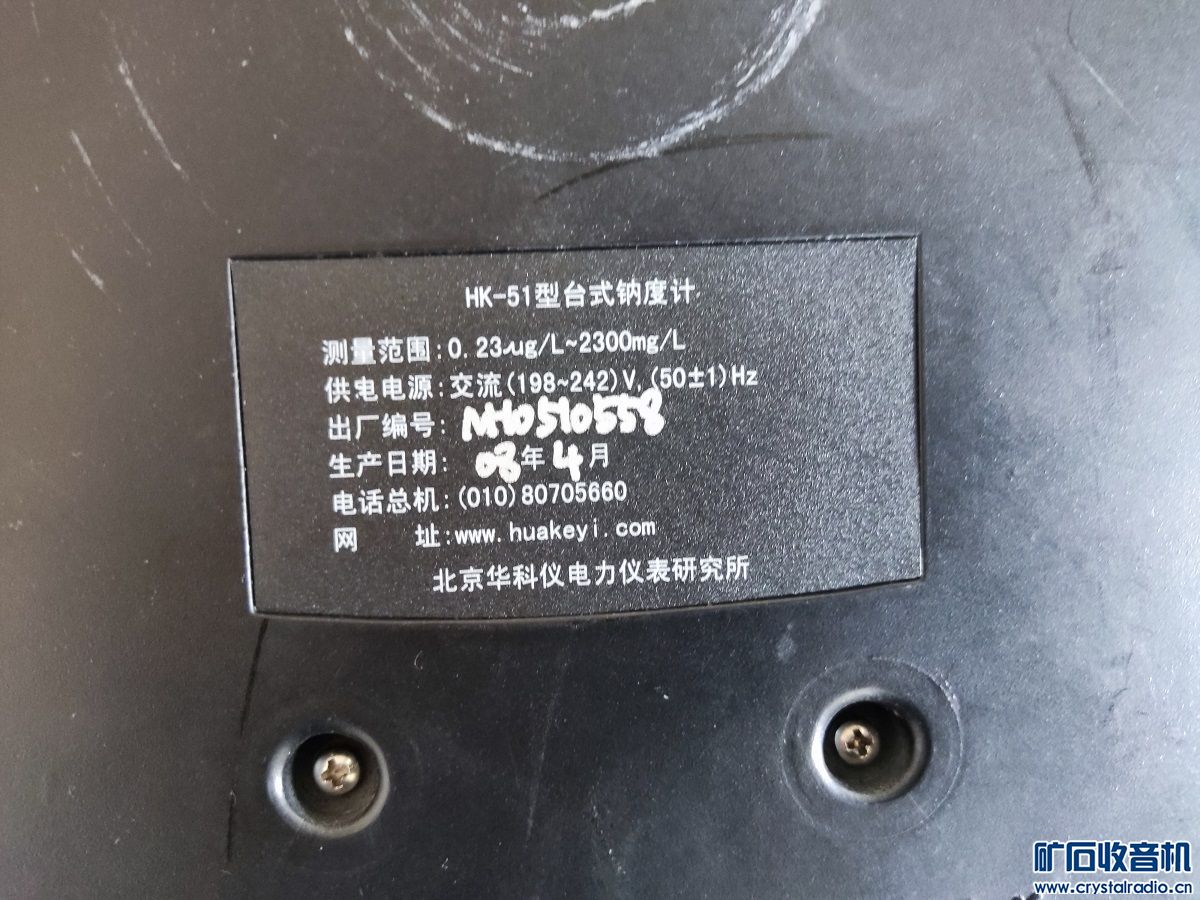 HK-51型台式钠度计
测量范围:0.23μg/L~2300mg/L
供电电源:交流(198~242)V,(50±1)Hz
出厂编号:
生产日期: 08年4月
电话总机:(010)80705660
网 址:www.huakeyi.com
北京华科仪电力仪表研究所
矿石收音机
www.crystalradio.cn